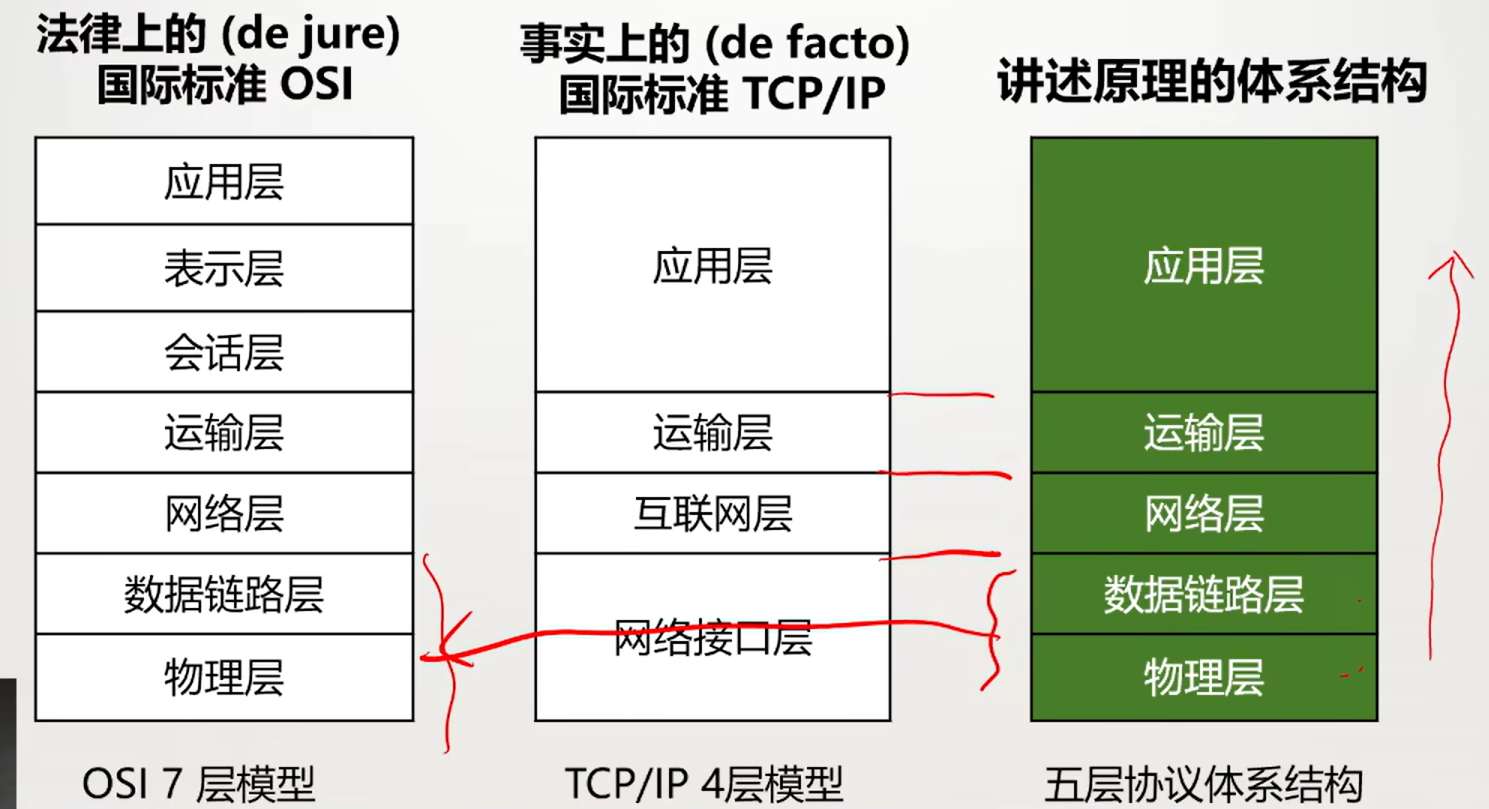 法律上的 (de jure)
国际标准 OSI
应用层
表示层
会话层
运输层
网络层
数据链路层
物理层
OSI 7 层模型
事实上的 (de facto)
国际标准 TCP/IP
应用层
运输层
互联网层
网络接口层
TCP/IP 4层模型
讲述原理的体系结构
应用层
运输层
网络层
数据链路层
物理层
五层协议体系结构